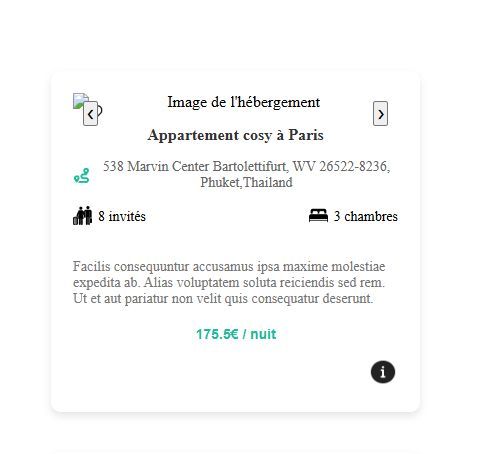 ‹ Image de l'hébergement ›
Appartement cosy à Paris
538 Marvin Center Bartolettifurt, WV 26522-8236,
Phuket,Thailand
8 invités 3 chambres
Facilis consequuntur accusamus ipsa maxime molestiae
expedita ab. Alias voluptatem soluta reiciendis sed rem.
Ut et aut pariatur non velit quis consequatur deserunt.
175.5€ / nuit